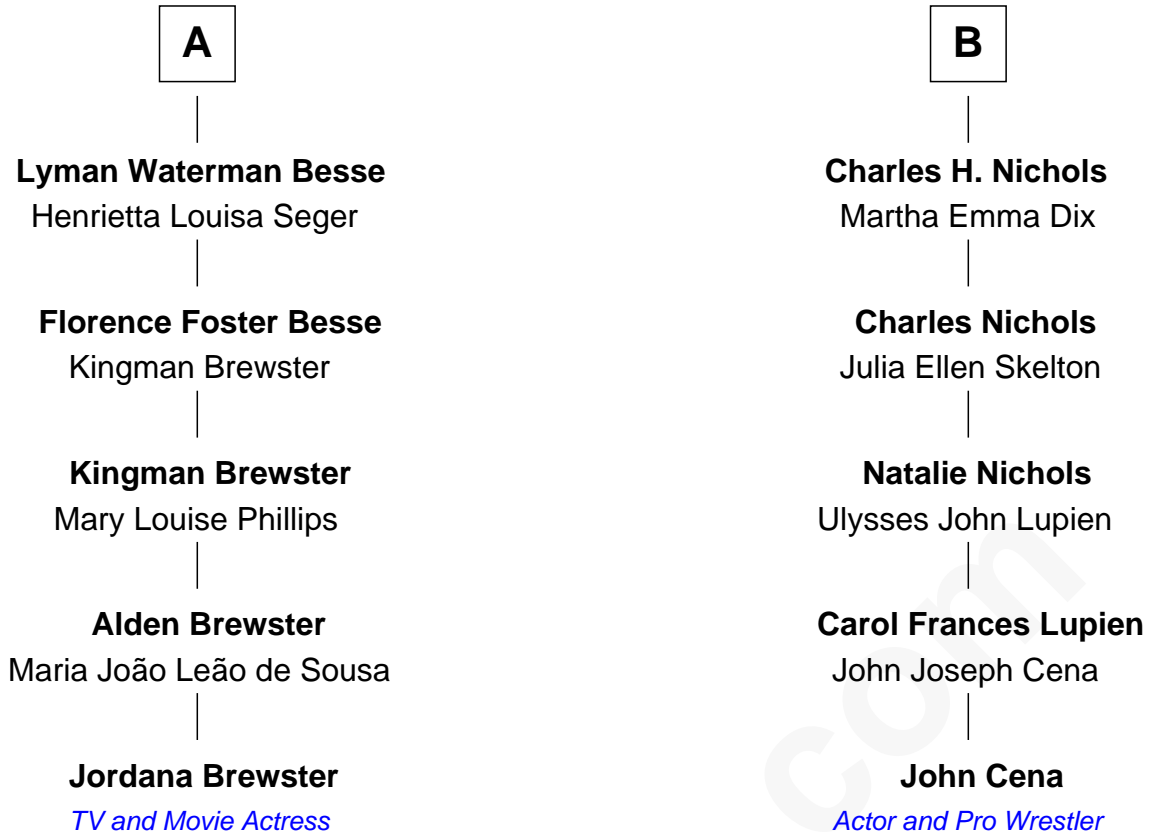 A
B
Lyman Waterman Besse
Henrietta Louisa Seger
Charles H. Nichols
Martha Emma Dix
Florence Foster Besse
Kingman Brewster
Charles Nichols
Julia Ellen Skelton
Kingman Brewster
Mary Louise Phillips
Natalie Nichols
Ulysses John Lupien
Alden Brewster
Maria João Leão de Sousa
Carol Frances Lupien
John Joseph Cena
Jordana Brewster
TV and Movie Actress
John Cena
Actor and Pro Wrestler
com